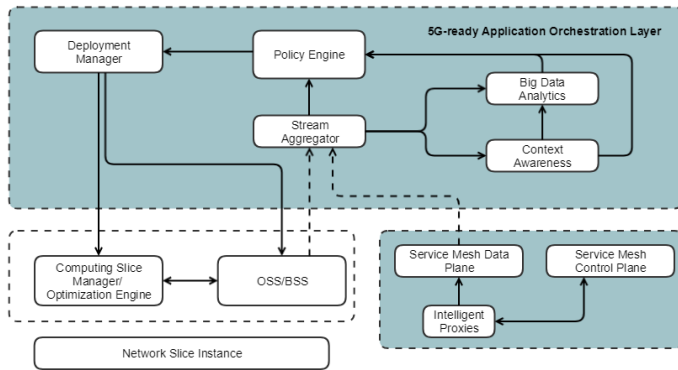 5G-ready Application Orchestration Layer
Deployment
Manager
Policy Engine
Big Data
Analytics
Stream
Aggregator
Context
Awareness
Computing Slice
Manager/
Optimization Engine
OSS/BSS
Service Mesh Data
Plane
Service Mesh
Control Plane
Intelligent
Proxies
Network Slice Instance